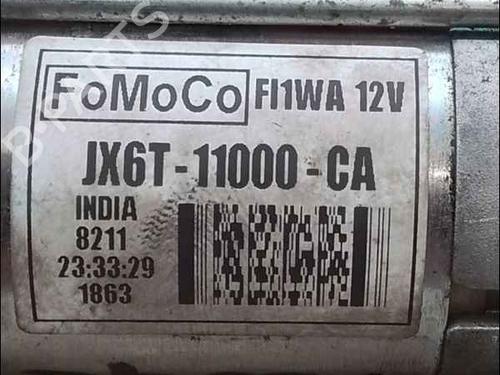 FoMoCo FI1WA 12V
JX6T-11000-CA
INDIA
8211
23:33:29
1863